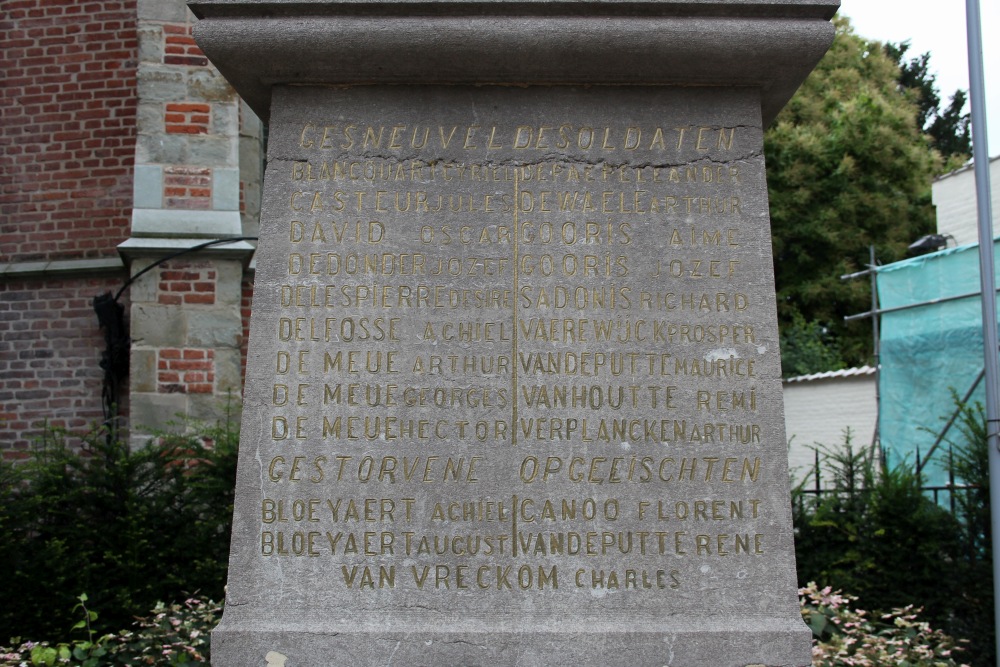 GESNEUVELDE SOLDATEN
BLANCQUART CYRIEL DEPAEPE LEANDER
CASTEUR JULES DEWAELE ARTHUR
DAVID OSCAR GOORIS AIME
DEDONDER JOZEF GOORIS JOZEF
DELESPIERRE DESIRE SADONIS RICHARD
DELFOSSE ACHIEL VAEREWIJCK PROSPER
DE MEUE ARTHUR VANDEPUTTE MAURICE
DE MEUE GEORGES VANHOUTTE REMI
DE MEUE HECTOR VERPLANCKEN ARTHUR
GESTORVENE OPGEEISCHTEN
BLOEYAERT ACHIEL CANOO FLORENT
BLOEYAERT AUGUST VANDEPUTTE RENE
VAN VRECKOM CHARLES